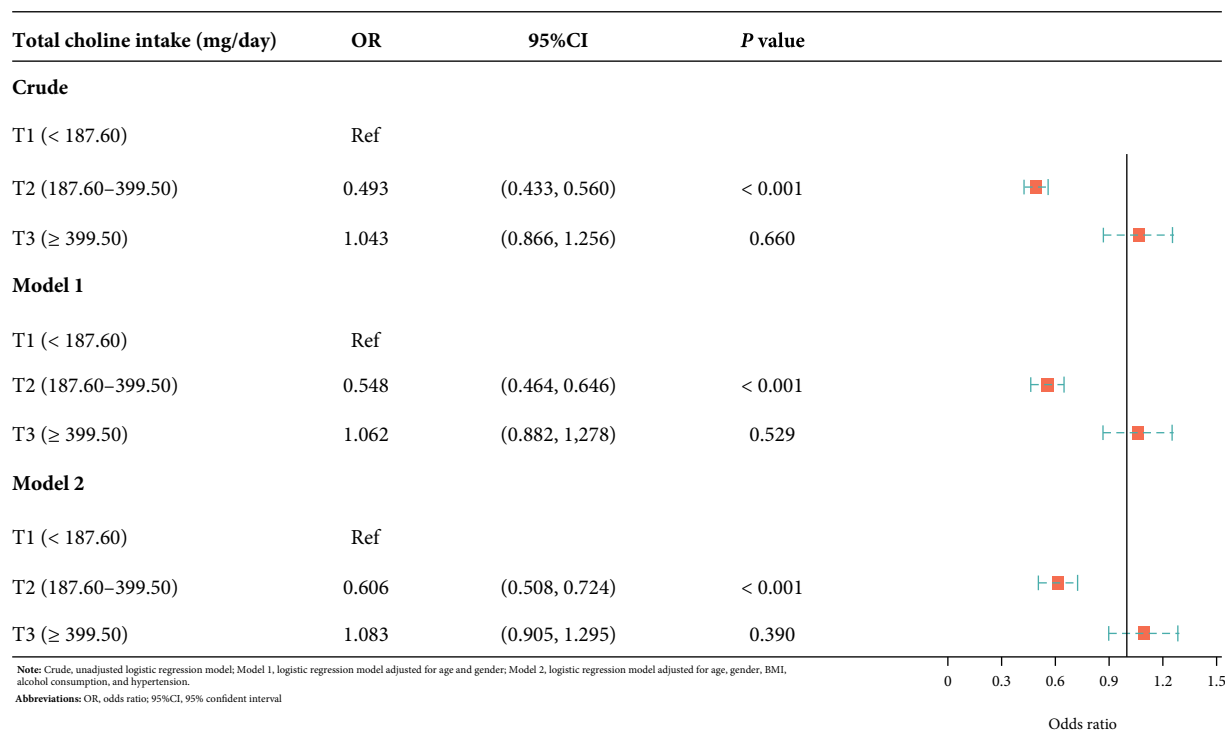 Total choline intake (mg/day) OR 95%CI P value
Crude
T1 (< 187.60) Ref
T2 (187.60–399.50) 0.493 (0.433, 0.560) < 0.001
T3 (≥ 399.50) 1.043 (0.866, 1.256) 0.660
Model 1
T1 (< 187.60) Ref
T2 (187.60–399.50) 0.548 (0.464, 0.646) < 0.001
T3 (≥ 399.50) 1.062 (0.882, 1,278) 0.529
Model 2
T1 (< 187.60) Ref
T2 (187.60–399.50) 0.606 (0.508, 0.724) < 0.001
T3 (≥ 399.50) 1.083 (0.905, 1.295) 0.390
Note: Crude, unadjusted logistic regression model; Model 1, logistic regression model adjusted for age and gender; Model 2, logistic regression model adjusted for age, gender, BMI,
alcohol consumption, and hypertension.
Abbreviations: OR, odds ratio; 95%CI, 95% confident interval
0 0.3 0.6 0.9 1.2 1.5
Odds ratio